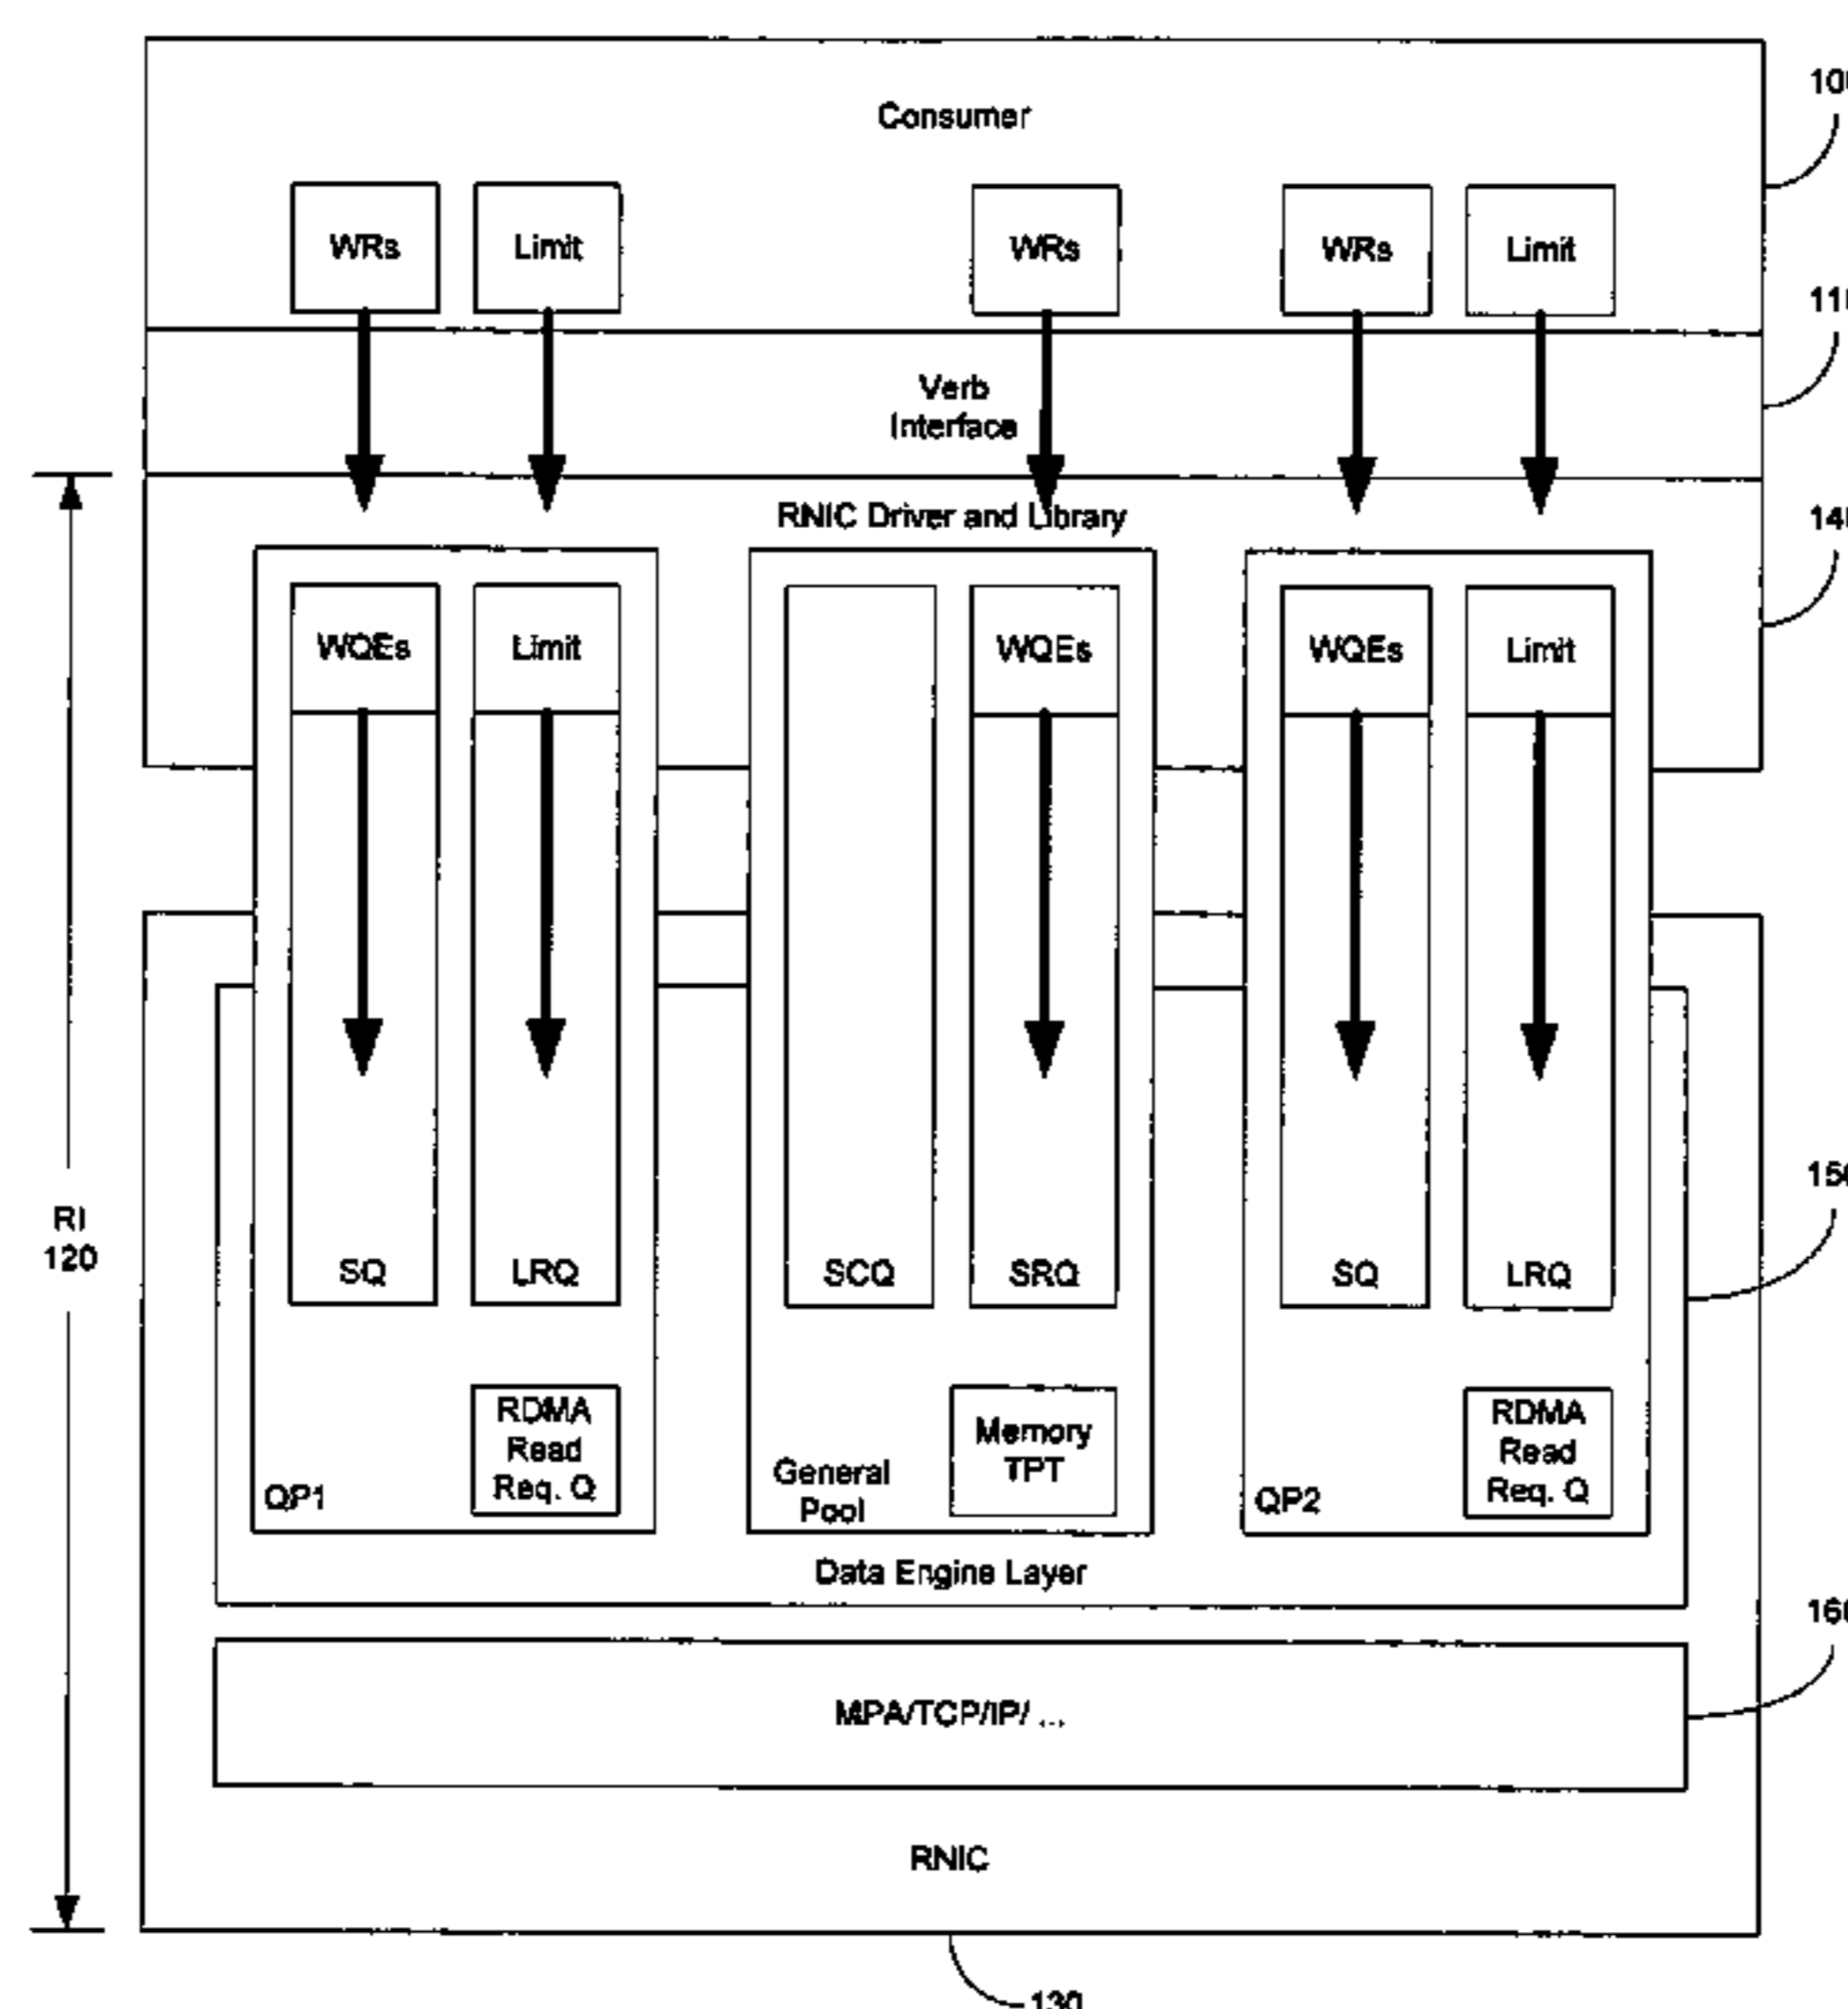 Consumer
WRs
Limit
WRs
WRs
Limit
Verb
Interface
RNIC Driver and Library
WQEs
Limit
WQEs
WQEs
Limit
RI
120
SQ
LRQ
SCQ
SRQ
SQ
LRQ
RDMA
Read
Req. Q
QP1
Memory
TPT
General
Pool
RDMA
Read
Req. Q
QP2
Data Engine Layer
MPA/TCP/IP/ ...
RNIC
130